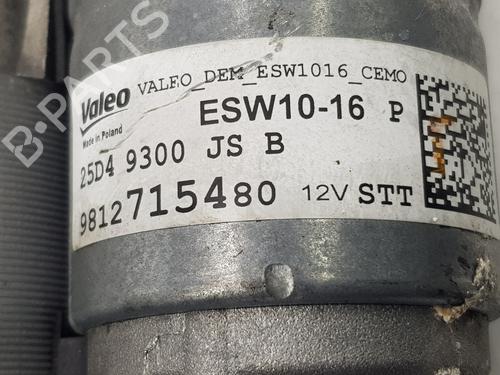 B-PARTS
Valeo
Made in Poland
VALEO_DEM_ESW1016_CEMO
ESW10-16 P
25D4 9300 JS B
9812715480 12V STT